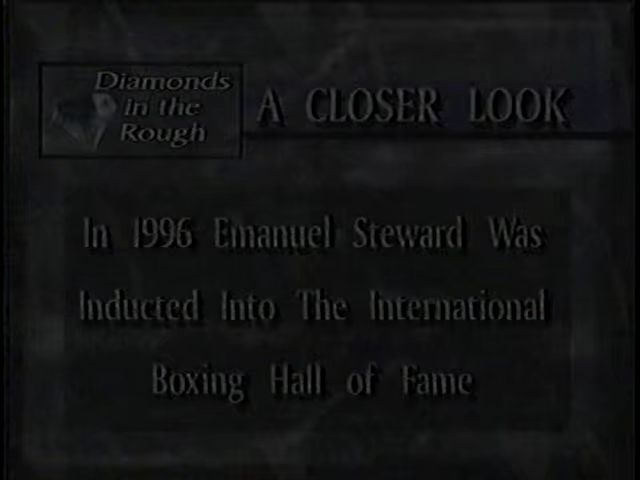 Diamonds
in the
Rough
A CLOSER LOOK
In 1996 Emanuel Steward Was
Inducted Into The International
Boxing Hall of Fame